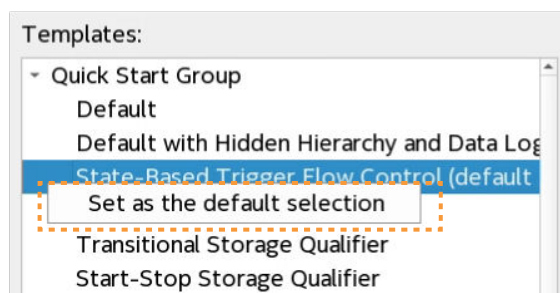 Templates:
Quick Start Group
Default
Default with Hidden Hierarchy and Data Log
State-Based Trigger Flow Control (default
Set as the default selection
Transitional Storage Qualifier
Start-Stop Storage Qualifier